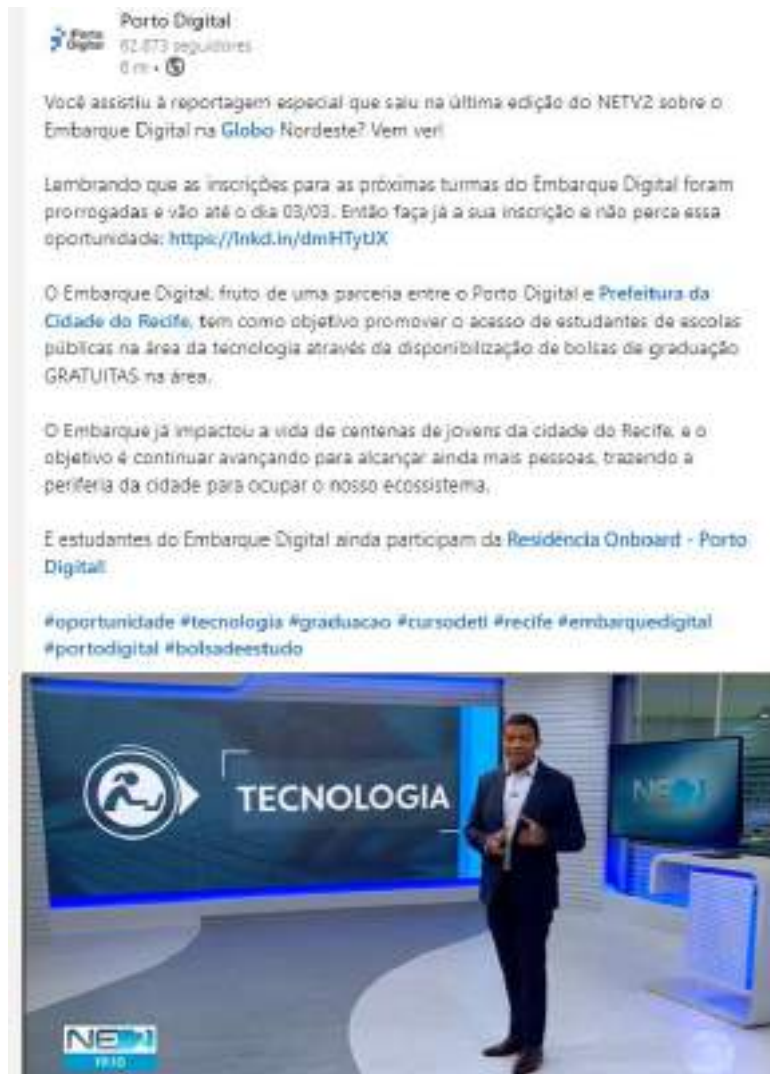 Porto Digital
Porto
Digital
62.873 seguidores
6 m •
Você assistiu à reportagem especial que saiu na última edição do NETV2 sobre o
Embarque Digital na Globo Nordeste? Vem ver!
Lembrando que as inscrições para as próximas turmas do Embarque Digital foram
prorrogadas e vão até o dia 03/03. Então faça já a sua inscrição e não perca essa
oportunidade: https://lnkd.in/dmHTytJX
O Embarque Digital, fruto de uma parceria entre o Porto Digital e Prefeitura da
Cidade do Recife, tem como objetivo promover o acesso de estudantes de escolas
públicas na área da tecnologia através da disponibilização de bolsas de graduação
GRATUITAS na área.
O Embarque já impactou a vida de centenas de jovens da cidade do Recife, e o
objetivo é continuar avançando para alcançar ainda mais pessoas, trazendo a
periferia da cidade para ocupar o nosso ecossistema.
E estudantes do Embarque Digital ainda participam da Residência Onboard - Porto
Digital!
#oportunidade #tecnologia #graduacao #cursodeti #recife #embarquedigital
#portodigital #bolsadeestudo
TECNOLOGIA
NE2
NE2
19:10